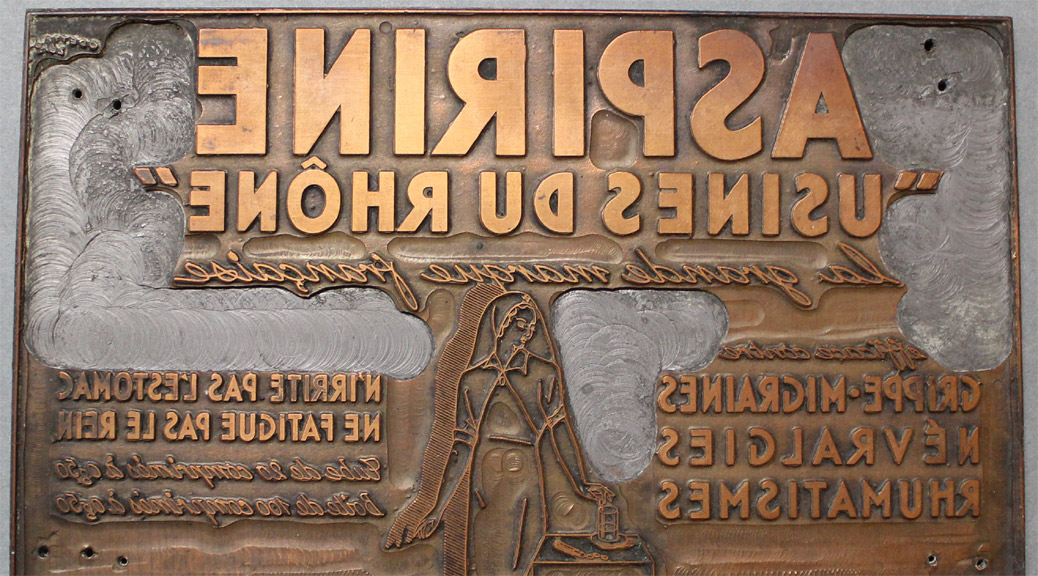 ASPIRINE
"USINES DU RHÔNE"
la grande marque française
efficace contre
GRIPPE·MIGRAINES
NÉVRALGIES
RHUMATISMES
N'IRRITE PAS L'ESTOMAC
NE FATIGUE PAS LE REIN
Tube de 20 comprimés à
Boîte de 100 comprimés à